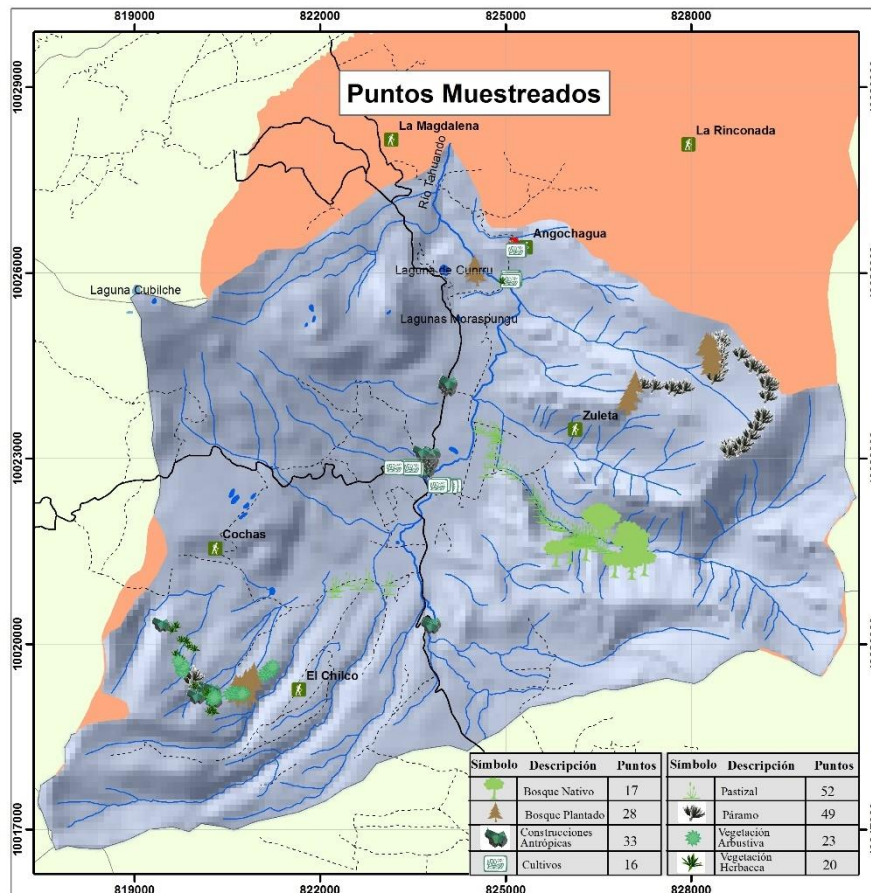 819000 822000 825000 828000
10029000
Puntos Muestreados
La Magdalena
La Rinconada
Río Tahuando
Angochagua
10026000
Laguna de Cunrru
Laguna Cubilche
Lagunas Moraspungu
Zuleta
10023000
Cochas
10020000
El Chilco
Símbolo Descripción Puntos Símbolo Descripción Puntos
Bosque Nativo 17 Pastizal 52
Bosque Plantado 28 Páramo 49
Construcciones Antrópicas 33 Vegetación Arbustiva 23
Cultivos 16 Vegetación Herbacea 20
10017000
819000 822000 825000 828000